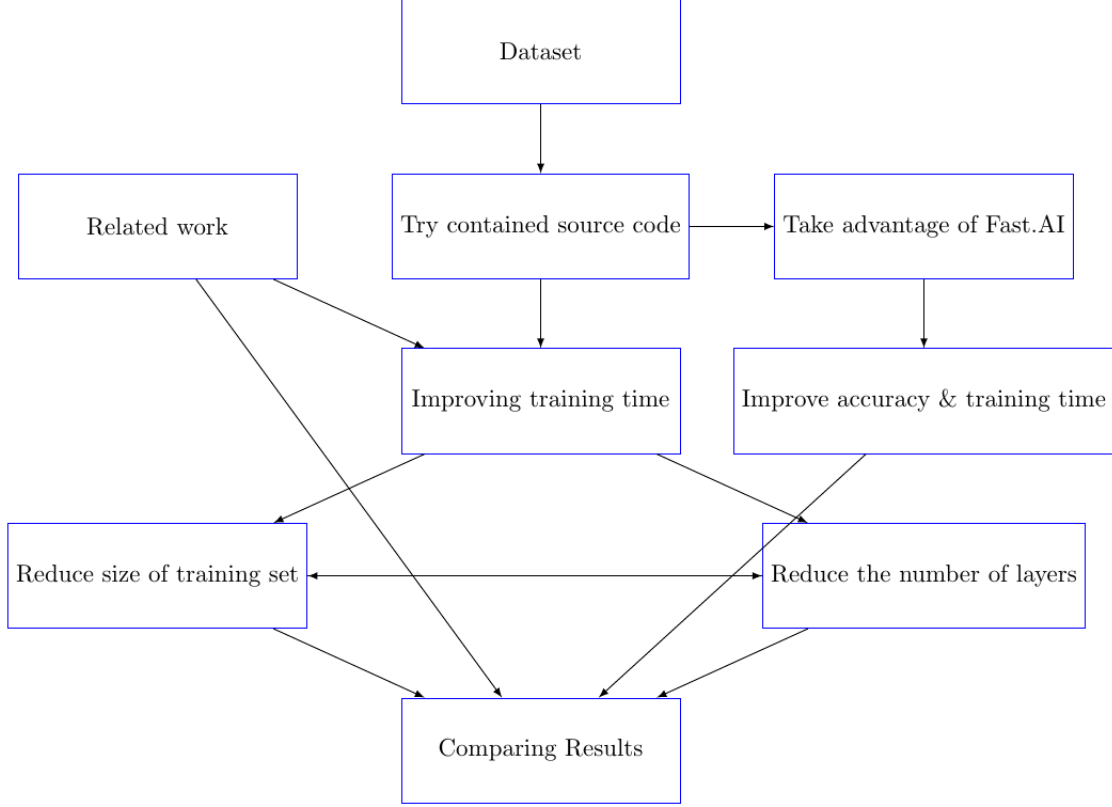 Dataset
Related work
Try contained source code
Take advantage of Fast.AI
Improving training time
Improve accuracy & training time
Reduce size of training set
Reduce the number of layers
Comparing Results